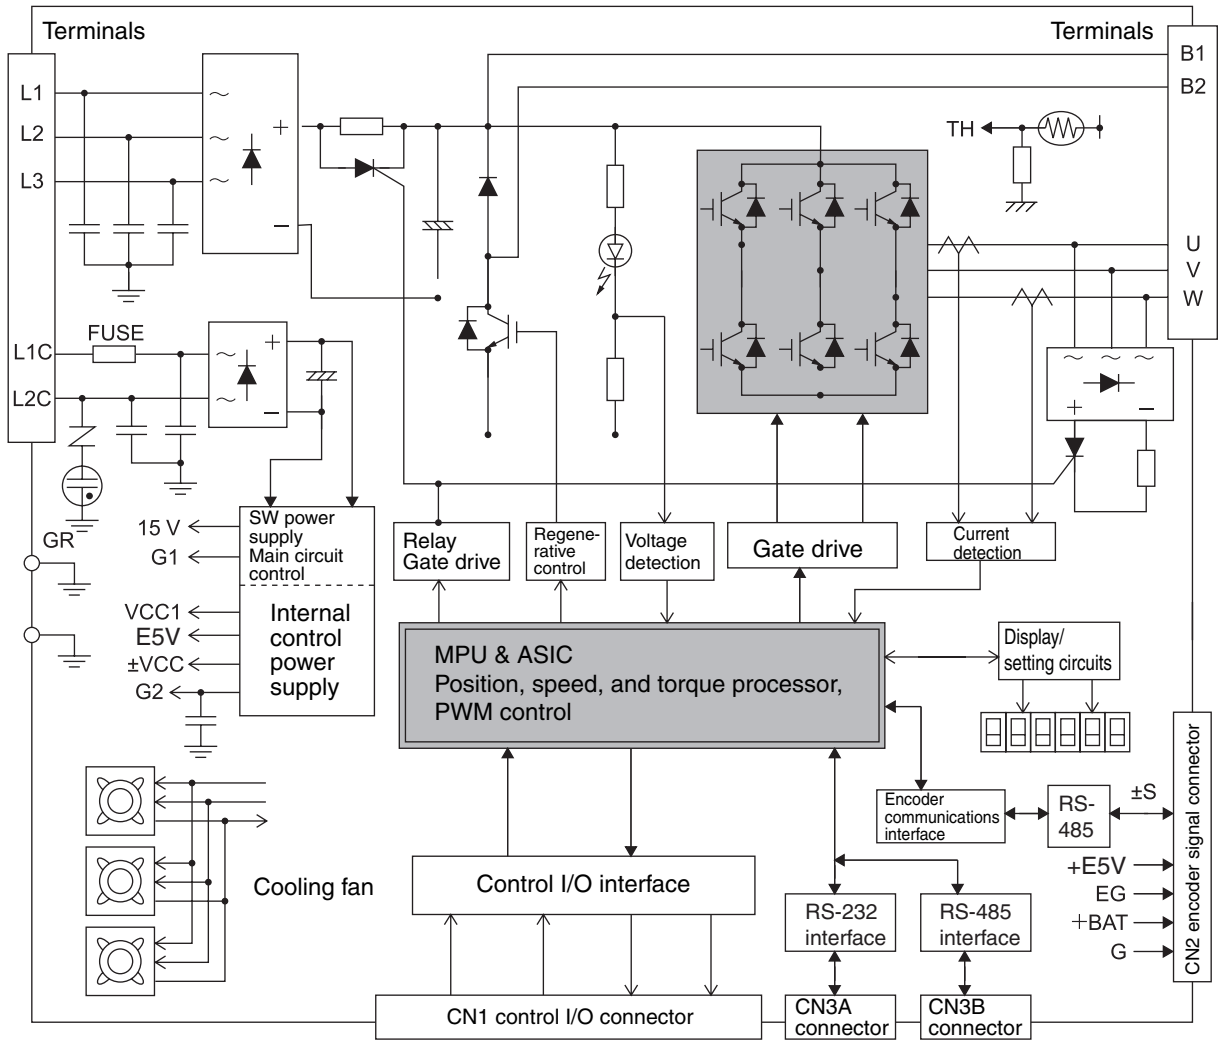 Terminals
Terminals
L1
L2
L3
L1C
L2C
FUSE
~
~
~
+
−
~
~
+
−
B1
B2
TH
U
V
W
~ ~ ~
+ −
GR
15 V
G1
VCC1
E5V
±VCC
G2
SW power
supply
Main circuit
control
Internal
control
power
supply
Relay
Gate drive
Regene-
rative
control
Voltage
detection
Gate drive
Current
detection
MPU & ASIC
Position, speed, and torque processor,
PWM control
Display/
setting circuits
Encoder
communications
interface
RS-
485
±S
+E5V
EG
+BAT
G
CN2 encoder signal connector
Cooling fan
Control I/O interface
RS-232
interface
RS-485
interface
CN1 control I/O connector
CN3A
connector
CN3B
connector